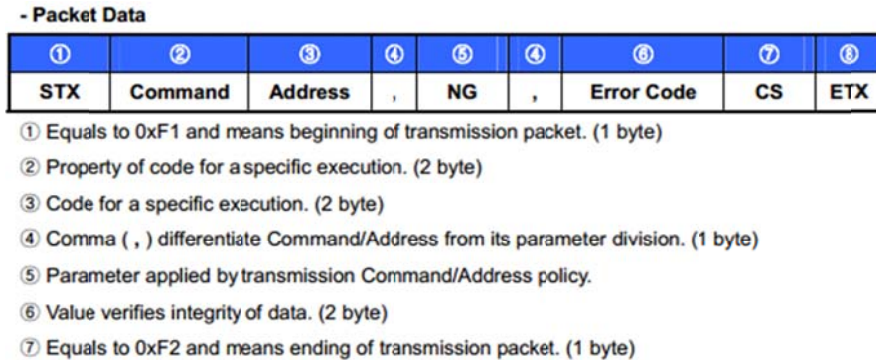 - Packet Data
① ② ③ ④ ⑤ ④ ⑥ ⑦ ⑧
STX Command Address , NG , Error Code CS ETX
① Equals to 0xF1 and means beginning of transmission packet. (1 byte)
② Property of code for a specific execution. (2 byte)
③ Code for a specific execution. (2 byte)
④ Comma ( , ) differentiate Command/Address from its parameter division. (1 byte)
⑤ Parameter applied by transmission Command/Address policy.
⑥ Value verifies integrity of data. (2 byte)
⑦ Equals to 0xF2 and means ending of transmission packet. (1 byte)